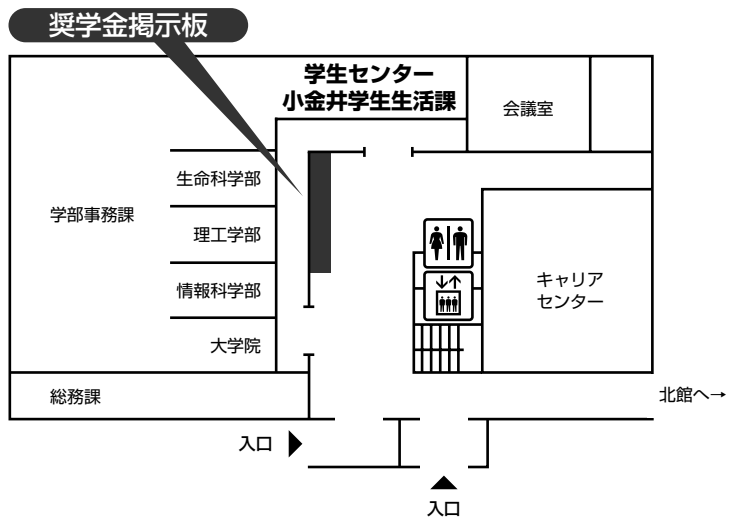 奨学金掲示板
学生センター
小金井学生生活課
会議室
生命科学部
学部事務課
理工学部
情報科学部
大学院
キャリア
センター
総務課
北館へ→
入口
入口